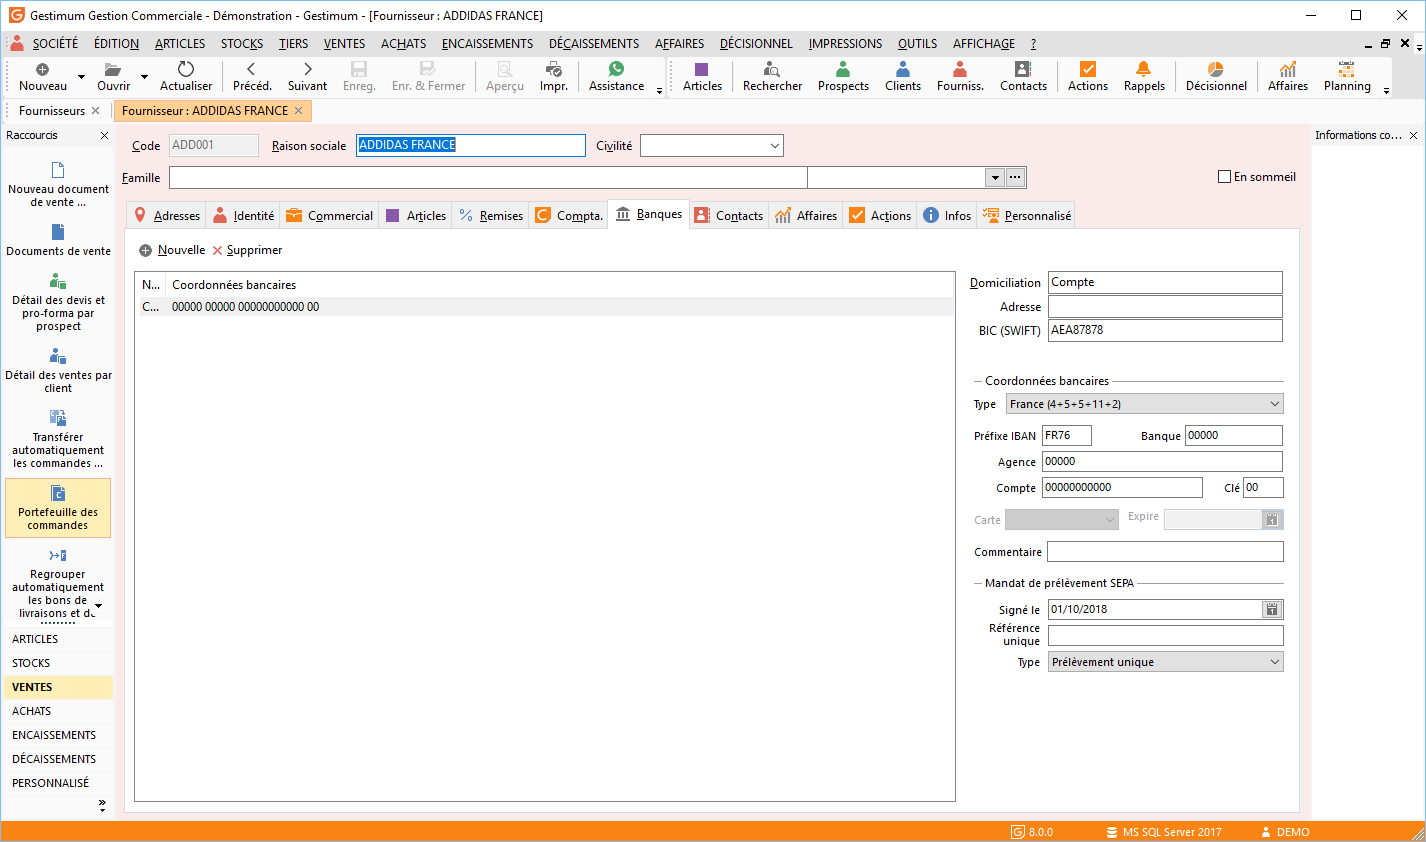 Gestimum Gestion Commerciale - Démonstration - Gestimum - [Fournisseur : ADDIDAS FRANCE]
SOCIÉTÉ ÉDITION ARTICLES STOCKS TIERS VENTES ACHATS ENCAISSEMENTS DÉCAISSEMENTS AFFAIRES DÉCISIONNEL IMPRESSIONS OUTILS AFFICHAGE ?
Nouveau Ouvrir Actualiser Précéd. Suivant Enreg. Enr. & Fermer Aperçu Impr. Assistance Articles Rechercher Prospects Clients Fourniss. Contacts Actions Rappels Décisionnel Affaires Planning
Fournisseurs Fournisseur : ADDIDAS FRANCE
Raccourcis
Informations co...
Code ADD001 Raison sociale ADDIDAS FRANCE Civilité
Famille
En sommeil
Adresses Identité Commercial Articles Remises Compta. Banques Contacts Affaires Actions Infos Personnalisé
Nouvelle Supprimer
N... Coordonnées bancaires
C... 00000 00000 00000000000 00
Domiciliation Compte
Adresse
BIC (SWIFT) AEA87878
Coordonnées bancaires
Type France (4+5+5+11+2)
Préfixe IBAN FR76 Banque 00000
Agence 00000
Compte 00000000000 Clé 00
Carte Expire
Commentaire
Mandat de prélèvement SEPA
Signé le 01/10/2018
Référence
unique
Type Prélèvement unique
Nouveau document
de vente ...
Documents de vente
Détail des devis et
pro-forma par
prospect
Détail des ventes par
client
Transférer
automatiquement
les commandes ...
Portefeuille des
commandes
Regrouper
automatiquement
les bons de
livraisons et d
ARTICLES
STOCKS
VENTES
ACHATS
ENCAISSEMENTS
DÉCAISSEMENTS
PERSONNALISÉ
8.0.0 MS SQL Server 2017 DEMO